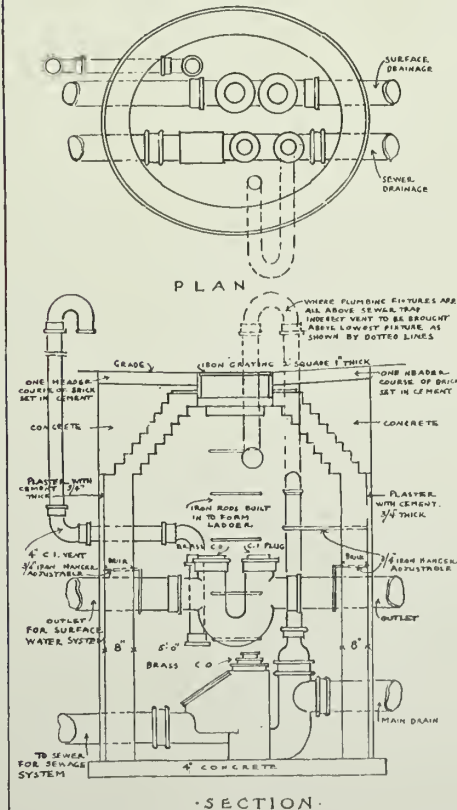 SURFACE
DRAINAGE
SEWER
DRAINAGE
PLAN
WHERE PLUMBING FIXTURES ARE
ALL ABOVE SEWER TRAP
INDERECT VENT TO BE BROUGHT
ABOVE LOWEST FIXTURE AS
SHOWN BY DOTTED LINES
GRADE
IRON GRATING SQUARE 1" THICK
ONE HEADER
COURSE OF BRICK
SET IN CEMENT
ONE HEADER
COURSE OF BRICK
SET IN CEMENT
CONCRETE
CONCRETE
PLASTER WITH
CEMENT 3/4"
THICK
PLASTER WITH
CEMENT.
3/4" THICK
IRON RODS BUILT
IN TO FORM
LADDER.
BRASS C.O.
C.I. PLUG
4" C.I. VENT
3/4" IRON HANGER
ADJUSTABLE
3/4" IRON HANGER
ADJUSTABLE
BRICK
BRICK
OUTLET
FOR SURFACE
WATER SYSTEM
OUTLET
8"
5'-0"
8"
BRASS C O
MAIN DRAIN
TO SEWER
FOR SEWAGE
SYSTEM
4" CONCRETE
·SECTION·